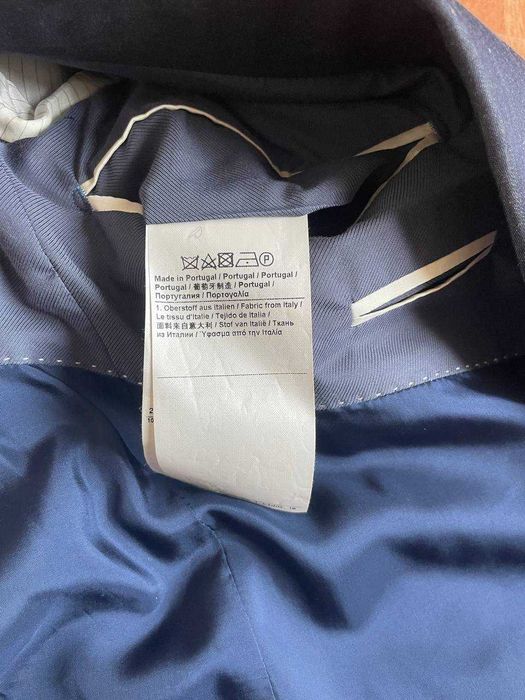 P
Made in Portugal / Portugal / Portugal /
Portugal / 葡萄牙制造 / Portugal /
Португалия / Πορτογαλία
1. Oberstoff aus Italien / Fabric from Italy /
Le tissu d'Italie / Tejido de Italia /
面料来自意大利 / Stof van Italië / Ткань
из Италии / Ύφασμα από την Ιταλία
2